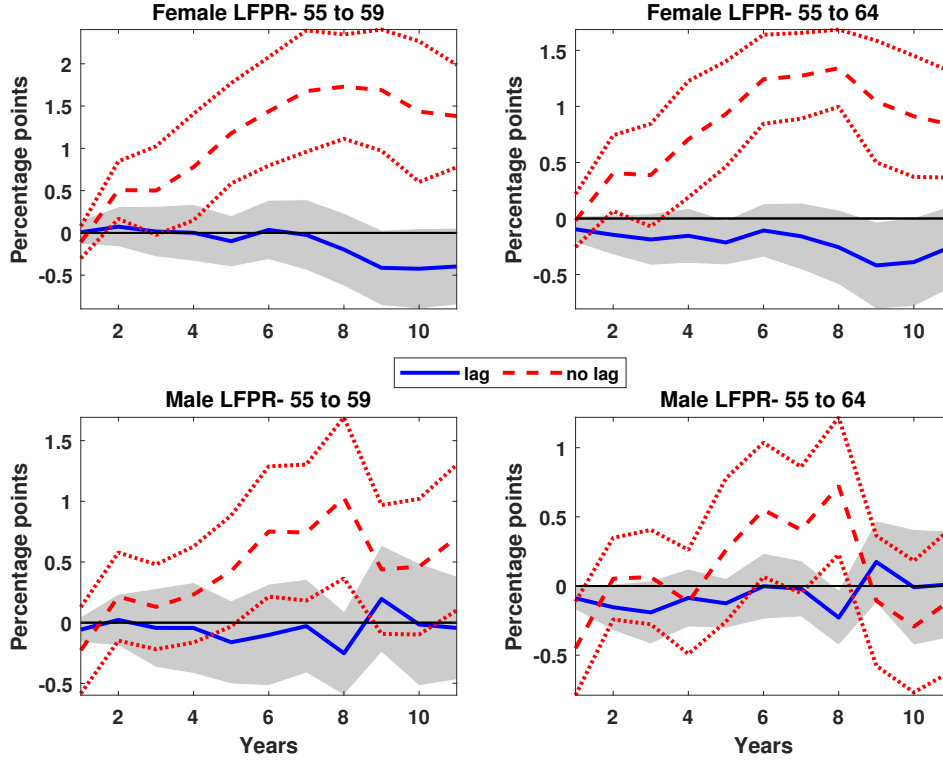 Female LFPR- 55 to 59
Percentage points
2
1.5
1
0.5
0
-0.5
2 4 6 8 10
Female LFPR- 55 to 64
Percentage points
1.5
1
0.5
0
-0.5
2 4 6 8 10
lag no lag
Male LFPR- 55 to 59
Percentage points
1.5
1
0.5
0
-0.5
2 4 6 8 10
Years
Male LFPR- 55 to 64
Percentage points
1
0.5
0
-0.5
2 4 6 8 10
Years